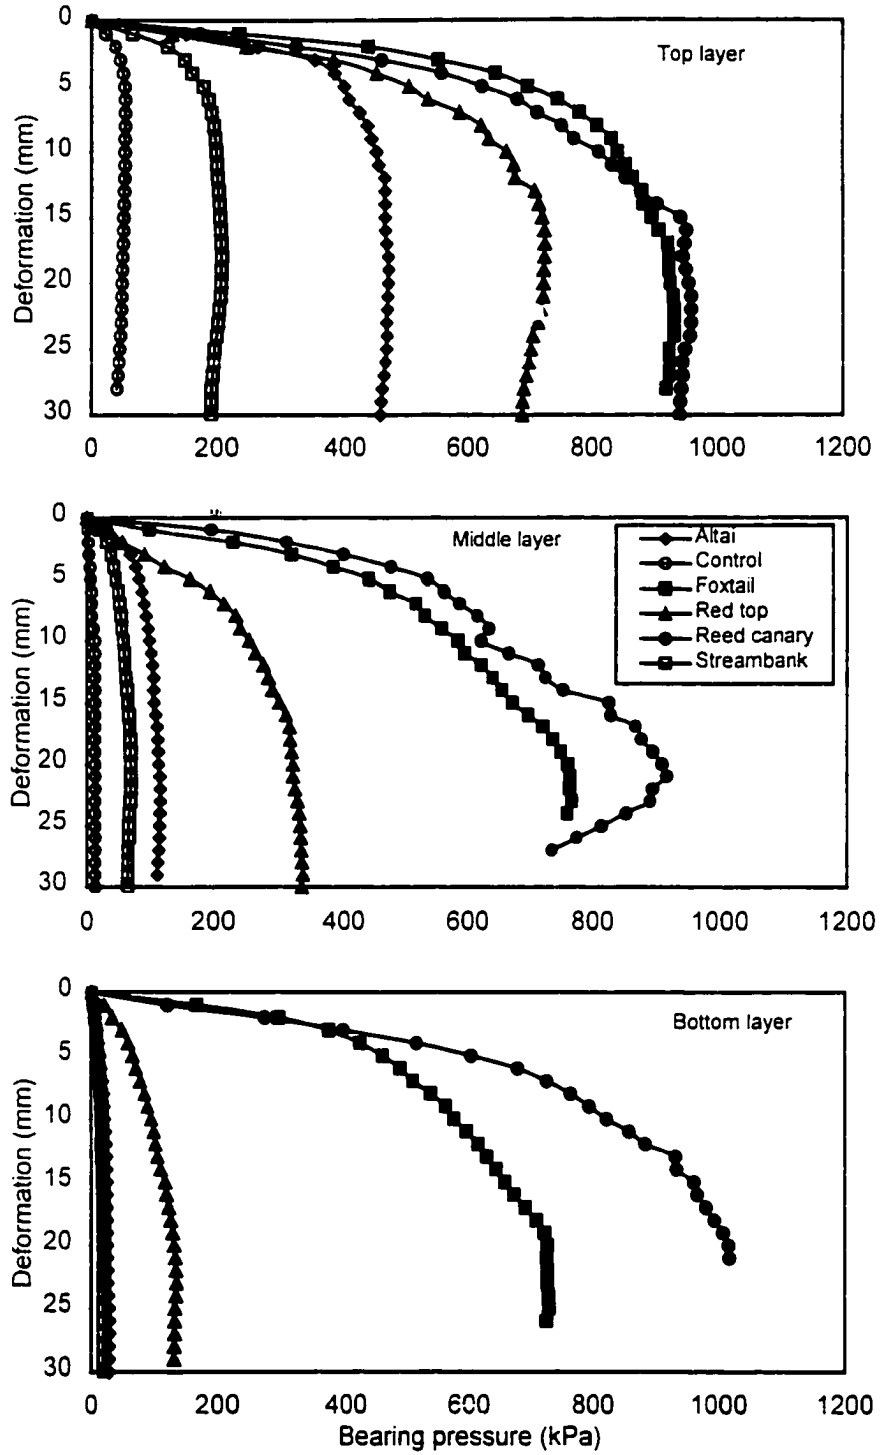 0
5
10
15
20
25
30
Deformation (mm)
Top layer
0 200 400 600 800 1000 1200
0
5
10
15
20
25
30
Deformation (mm)
Middle layer
Altai
Control
Foxtail
Red top
Reed canary
Streambank
0 200 400 600 800 1000 1200
0
5
10
15
20
25
30
Deformation (mm)
Bottom layer
0 200 400 600 800 1000 1200
Bearing pressure (kPa)